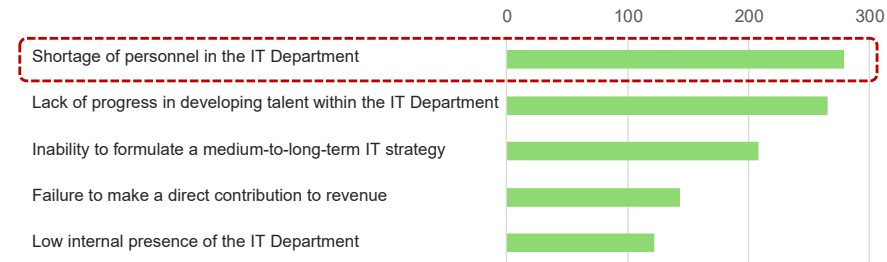 0 100 200 300
Shortage of personnel in the IT Department
Lack of progress in developing talent within the IT Department
Inability to formulate a medium-to-long-term IT strategy
Failure to make a direct contribution to revenue
Low internal presence of the IT Department